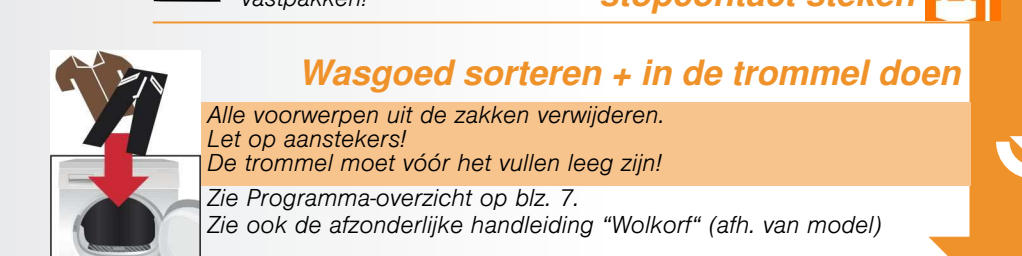 vastpakken!
stopcontact steken
Wasgoed sorteren + in de trommel doen
Alle voorwerpen uit de zakken verwijderen.
Let op aanstekers!
De trommel moet vóór het vullen leeg zijn!
Zie Programma-overzicht op blz. 7.
Zie ook de afzonderlijke handleiding “Wolkorf“ (afh. van model)